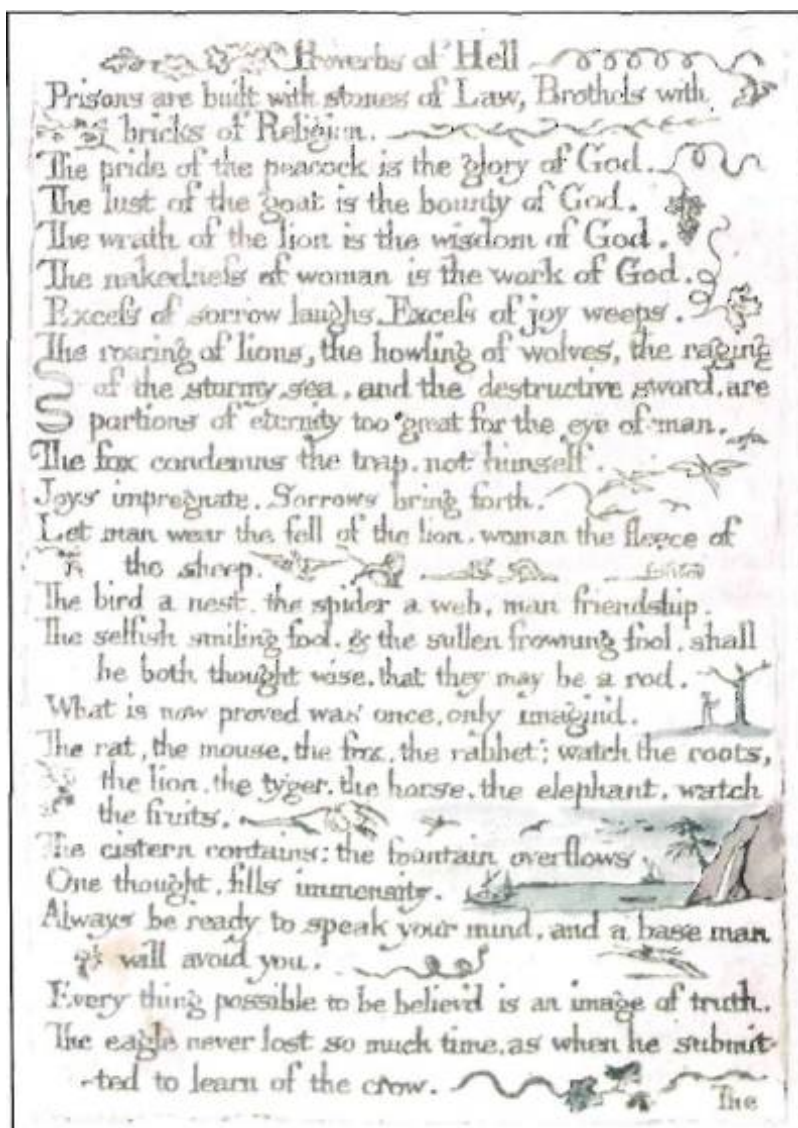 Proverbs of Hell
Prisons are built with stones of Law, Brothels with
bricks of Religion.
The pride of the peacock is the glory of God.
The lust of the goat is the bounty of God.
The wrath of the lion is the wisdom of God.
The nakedneſs of woman is the work of God.
Exceſs of sorrow laughs. Exceſs of joy weeps.
The roaring of lions, the howling of wolves, the raging
of the stormy sea, and the destructive sword, are
portions of eternity too great for the eye of man.
The fox condemns the trap, not himself.
Joys impregnate. Sorrows bring forth.
Let man wear the fell of the lion, woman the fleece of
the sheep.
The bird a nest, the spider a web, man friendship.
The selfish smiling fool, & the sullen frowning fool, shall
be both thought wise, that they may be a rod.
What is now proved was once, only imagin'd.
The rat, the mouse, the fox, the rabbet; watch the roots,
the lion, the tyger, the horse, the elephant, watch
the fruits.
The cistern contains; the fountain overflows
One thought, fills immensity.
Always be ready to speak your mind, and a base man
will avoid you.
Every thing possible to be believ'd is an image of truth.
The eagle never lost so much time, as when he submit-
-ted to learn of the crow.
The